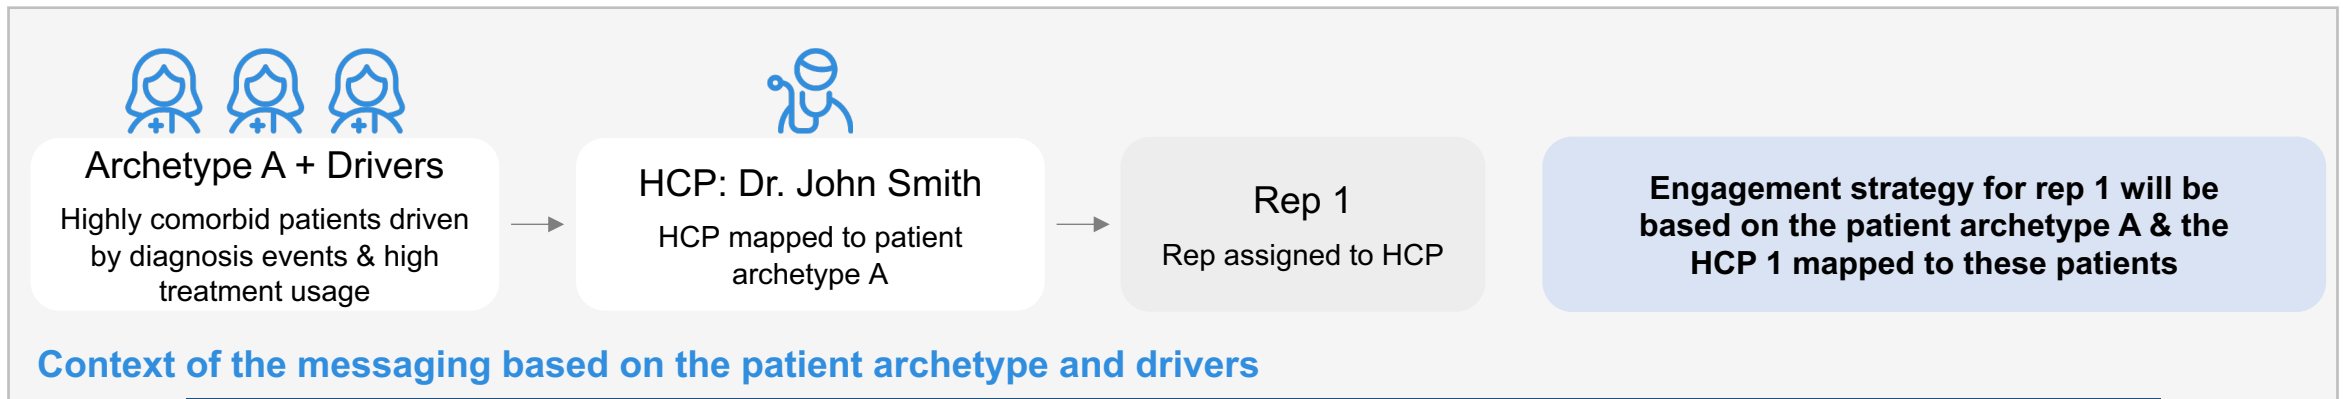 Archetype A + Drivers
Highly comorbid patients driven
by diagnosis events & high
treatment usage
HCP: Dr. John Smith
HCP mapped to patient
archetype A
Rep 1
Rep assigned to HCP
Engagement strategy for rep 1 will be
based on the patient archetype A & the
HCP 1 mapped to these patients
Context of the messaging based on the patient archetype and drivers